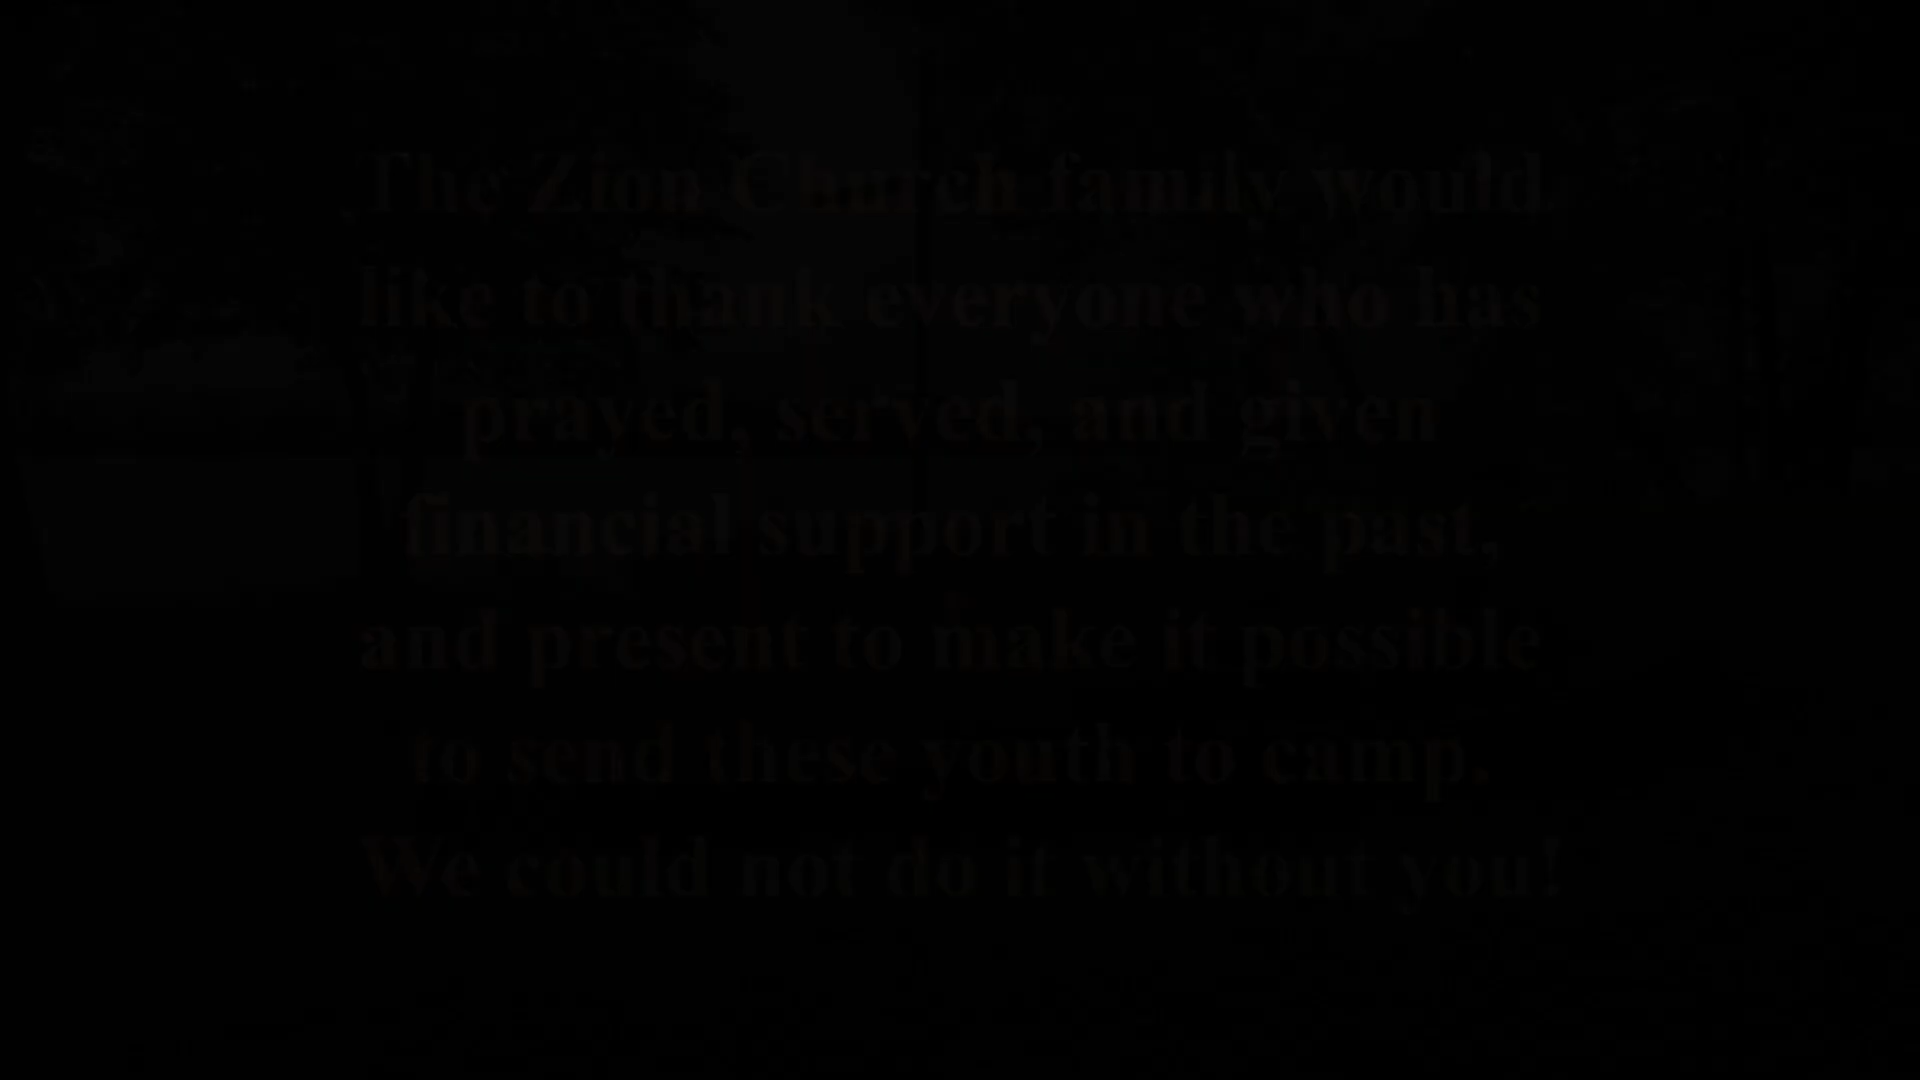 The Zion Church family would
like to thank everyone who has
prayed, served, and given
financial support in the past,
and present to make it possible
to send these youth to camp.
We could not do it without you!